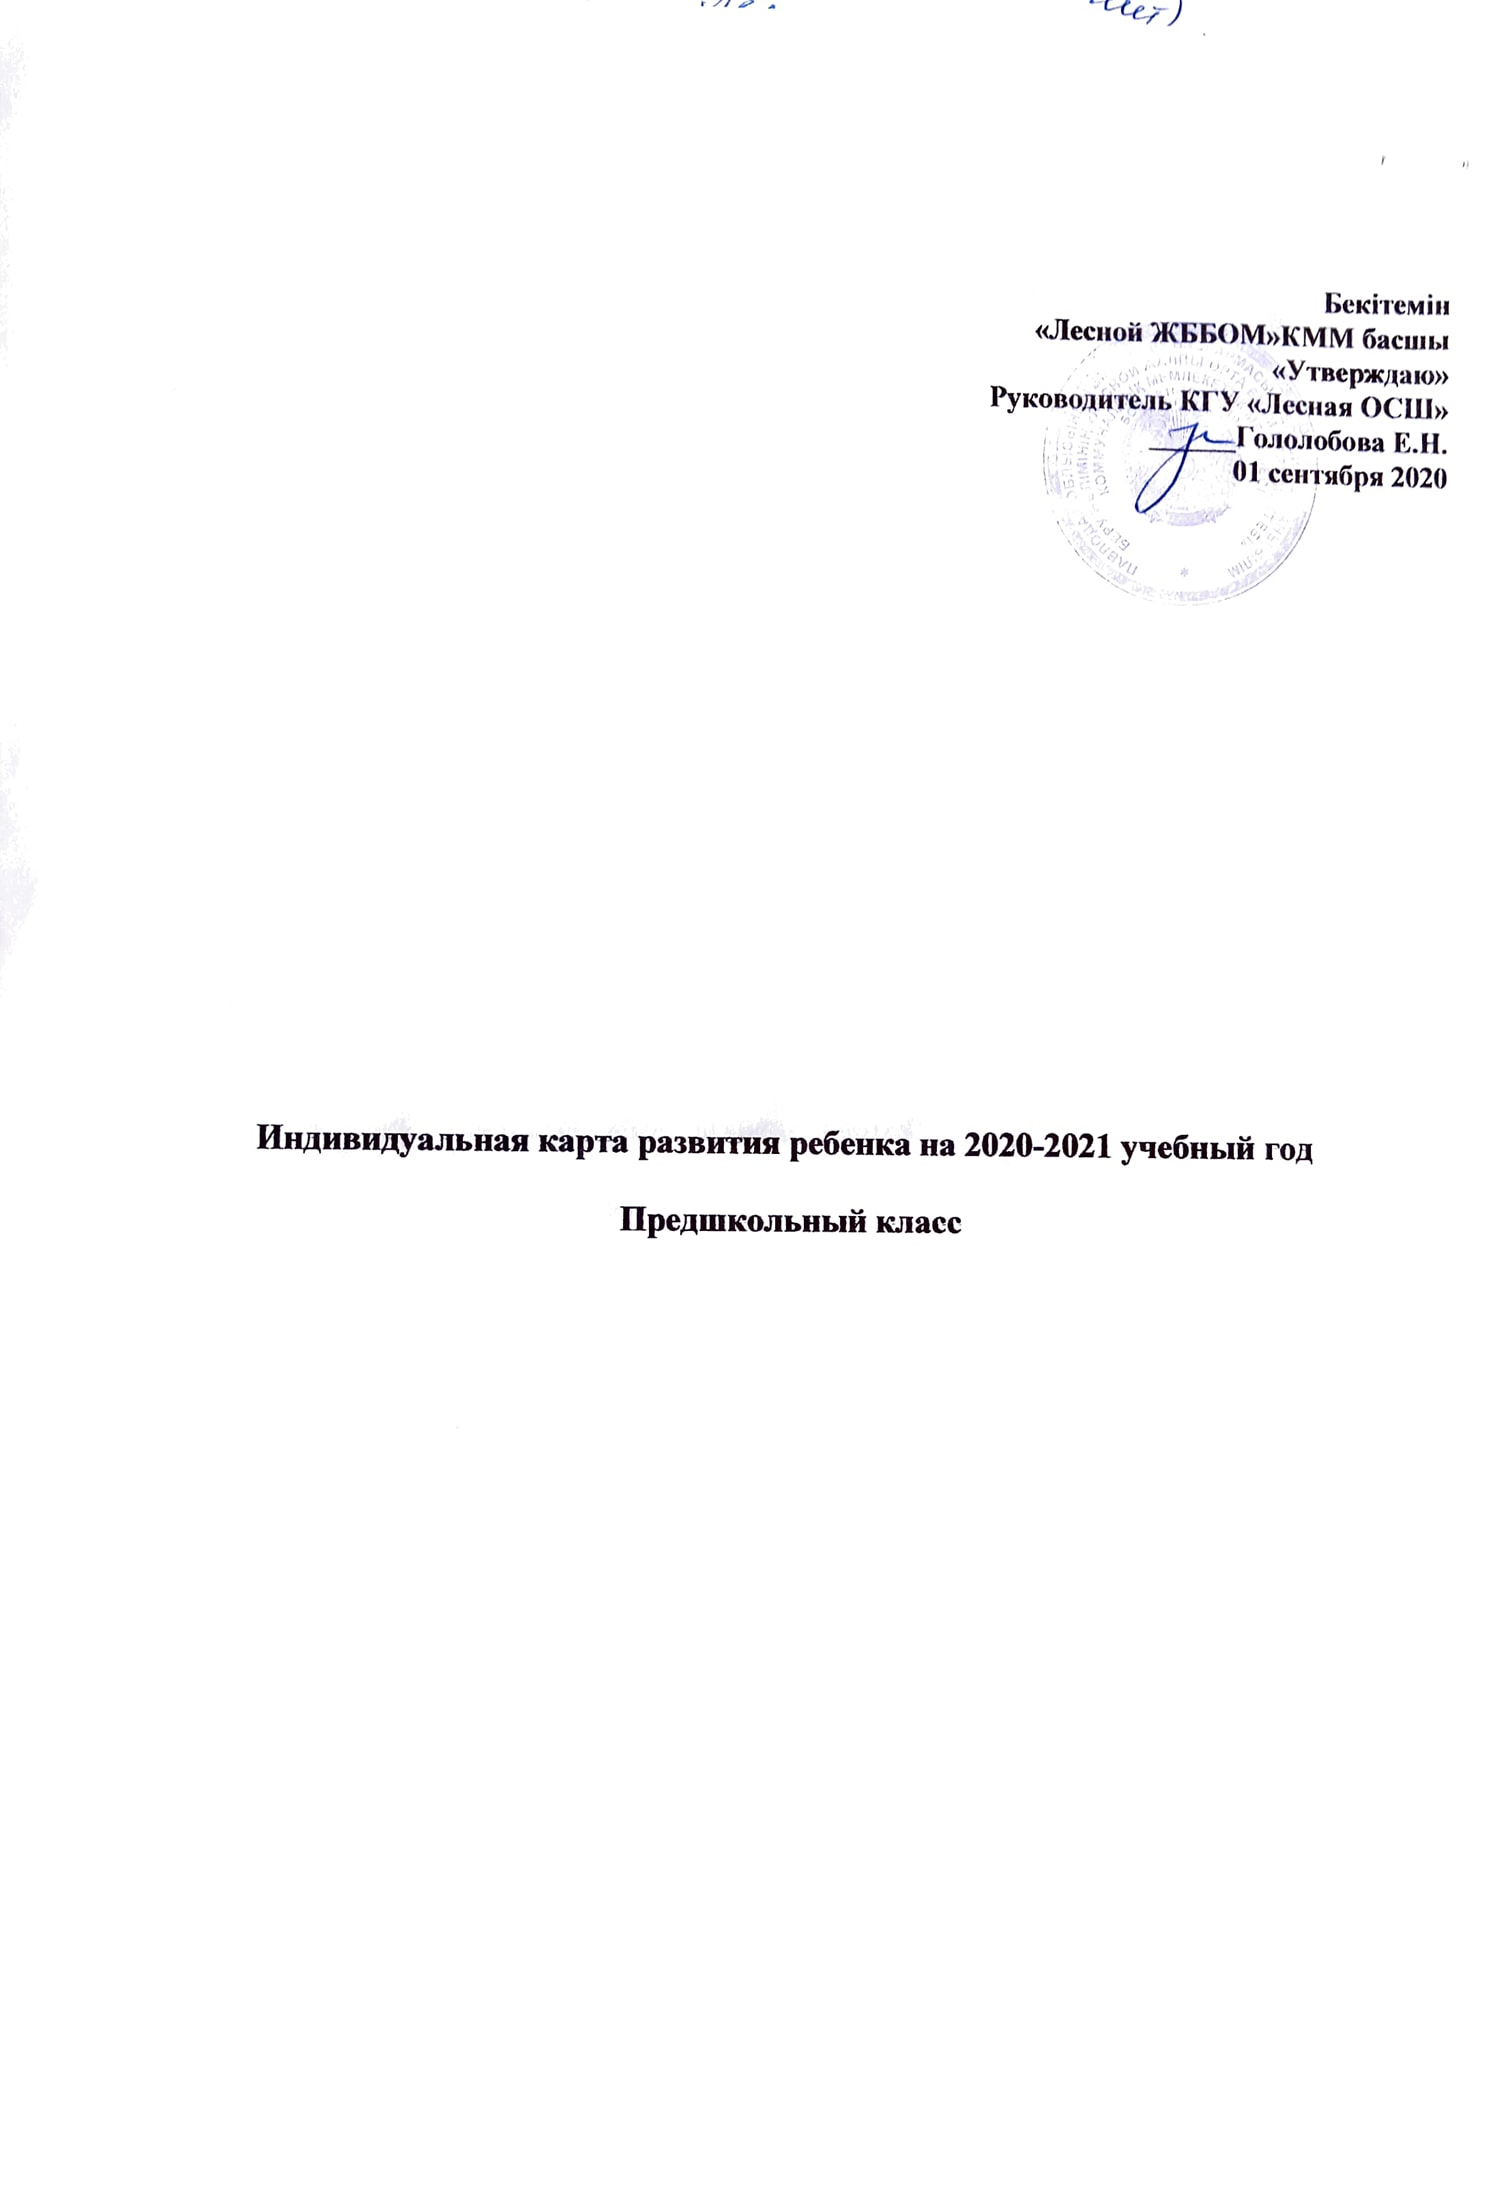 Бекітемін
«Лесной ЖББОМ»КММ басшы
«Утверждаю»
Руководитель КГУ «Лесная ОСШ»
______Гололобова Е.Н.
01 сентября 2020
Индивидуальная карта развития ребенка на 2020-2021 учебный год
Предшкольный класс